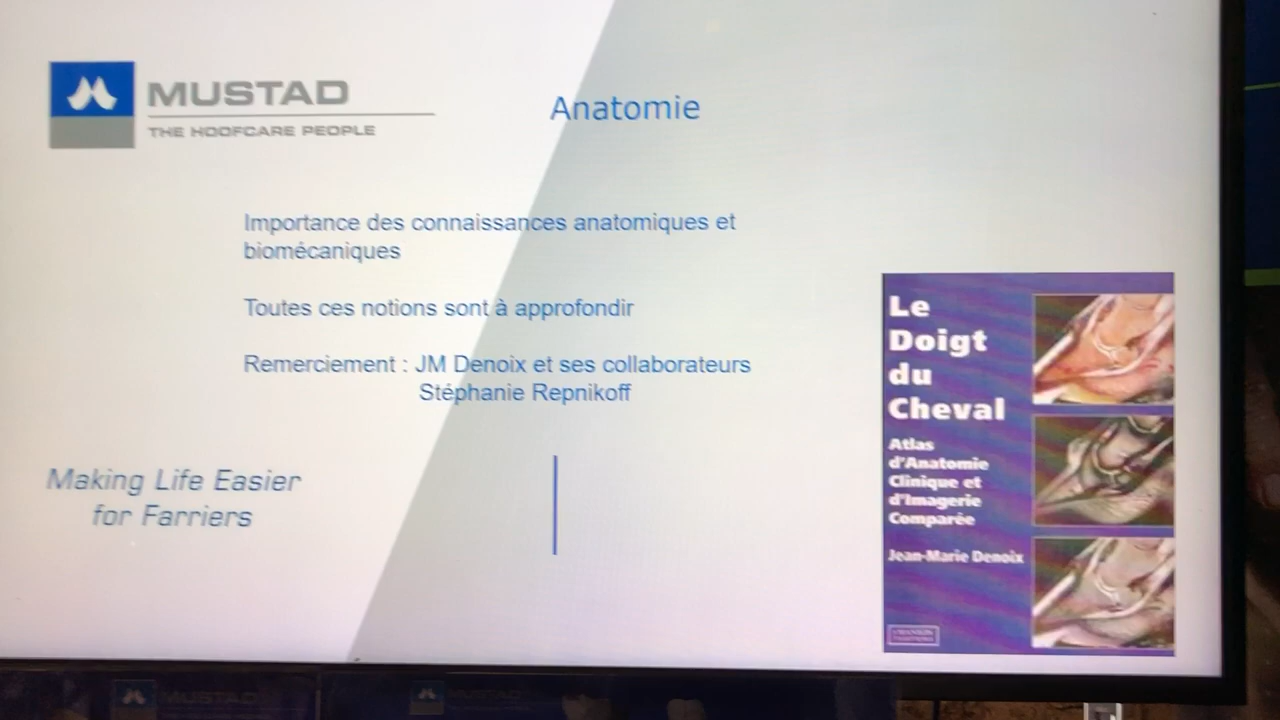 MUSTAD
THE HOOFCARE PEOPLE
Anatomie
Importance des connaissances anatomiques et
biomécaniques
Toutes ces notions sont à approfondir
Remerciement : JM Denoix et ses collaborateurs
Stéphanie Repnikoff
Making Life Easier
for Farriers
Le
Doigt
du
Cheval
Atlas
d'Anatomie
Clinique et
d'Imagerie
Comparée
Jean-Marie Denoix
MUSTAD
MUSTAD